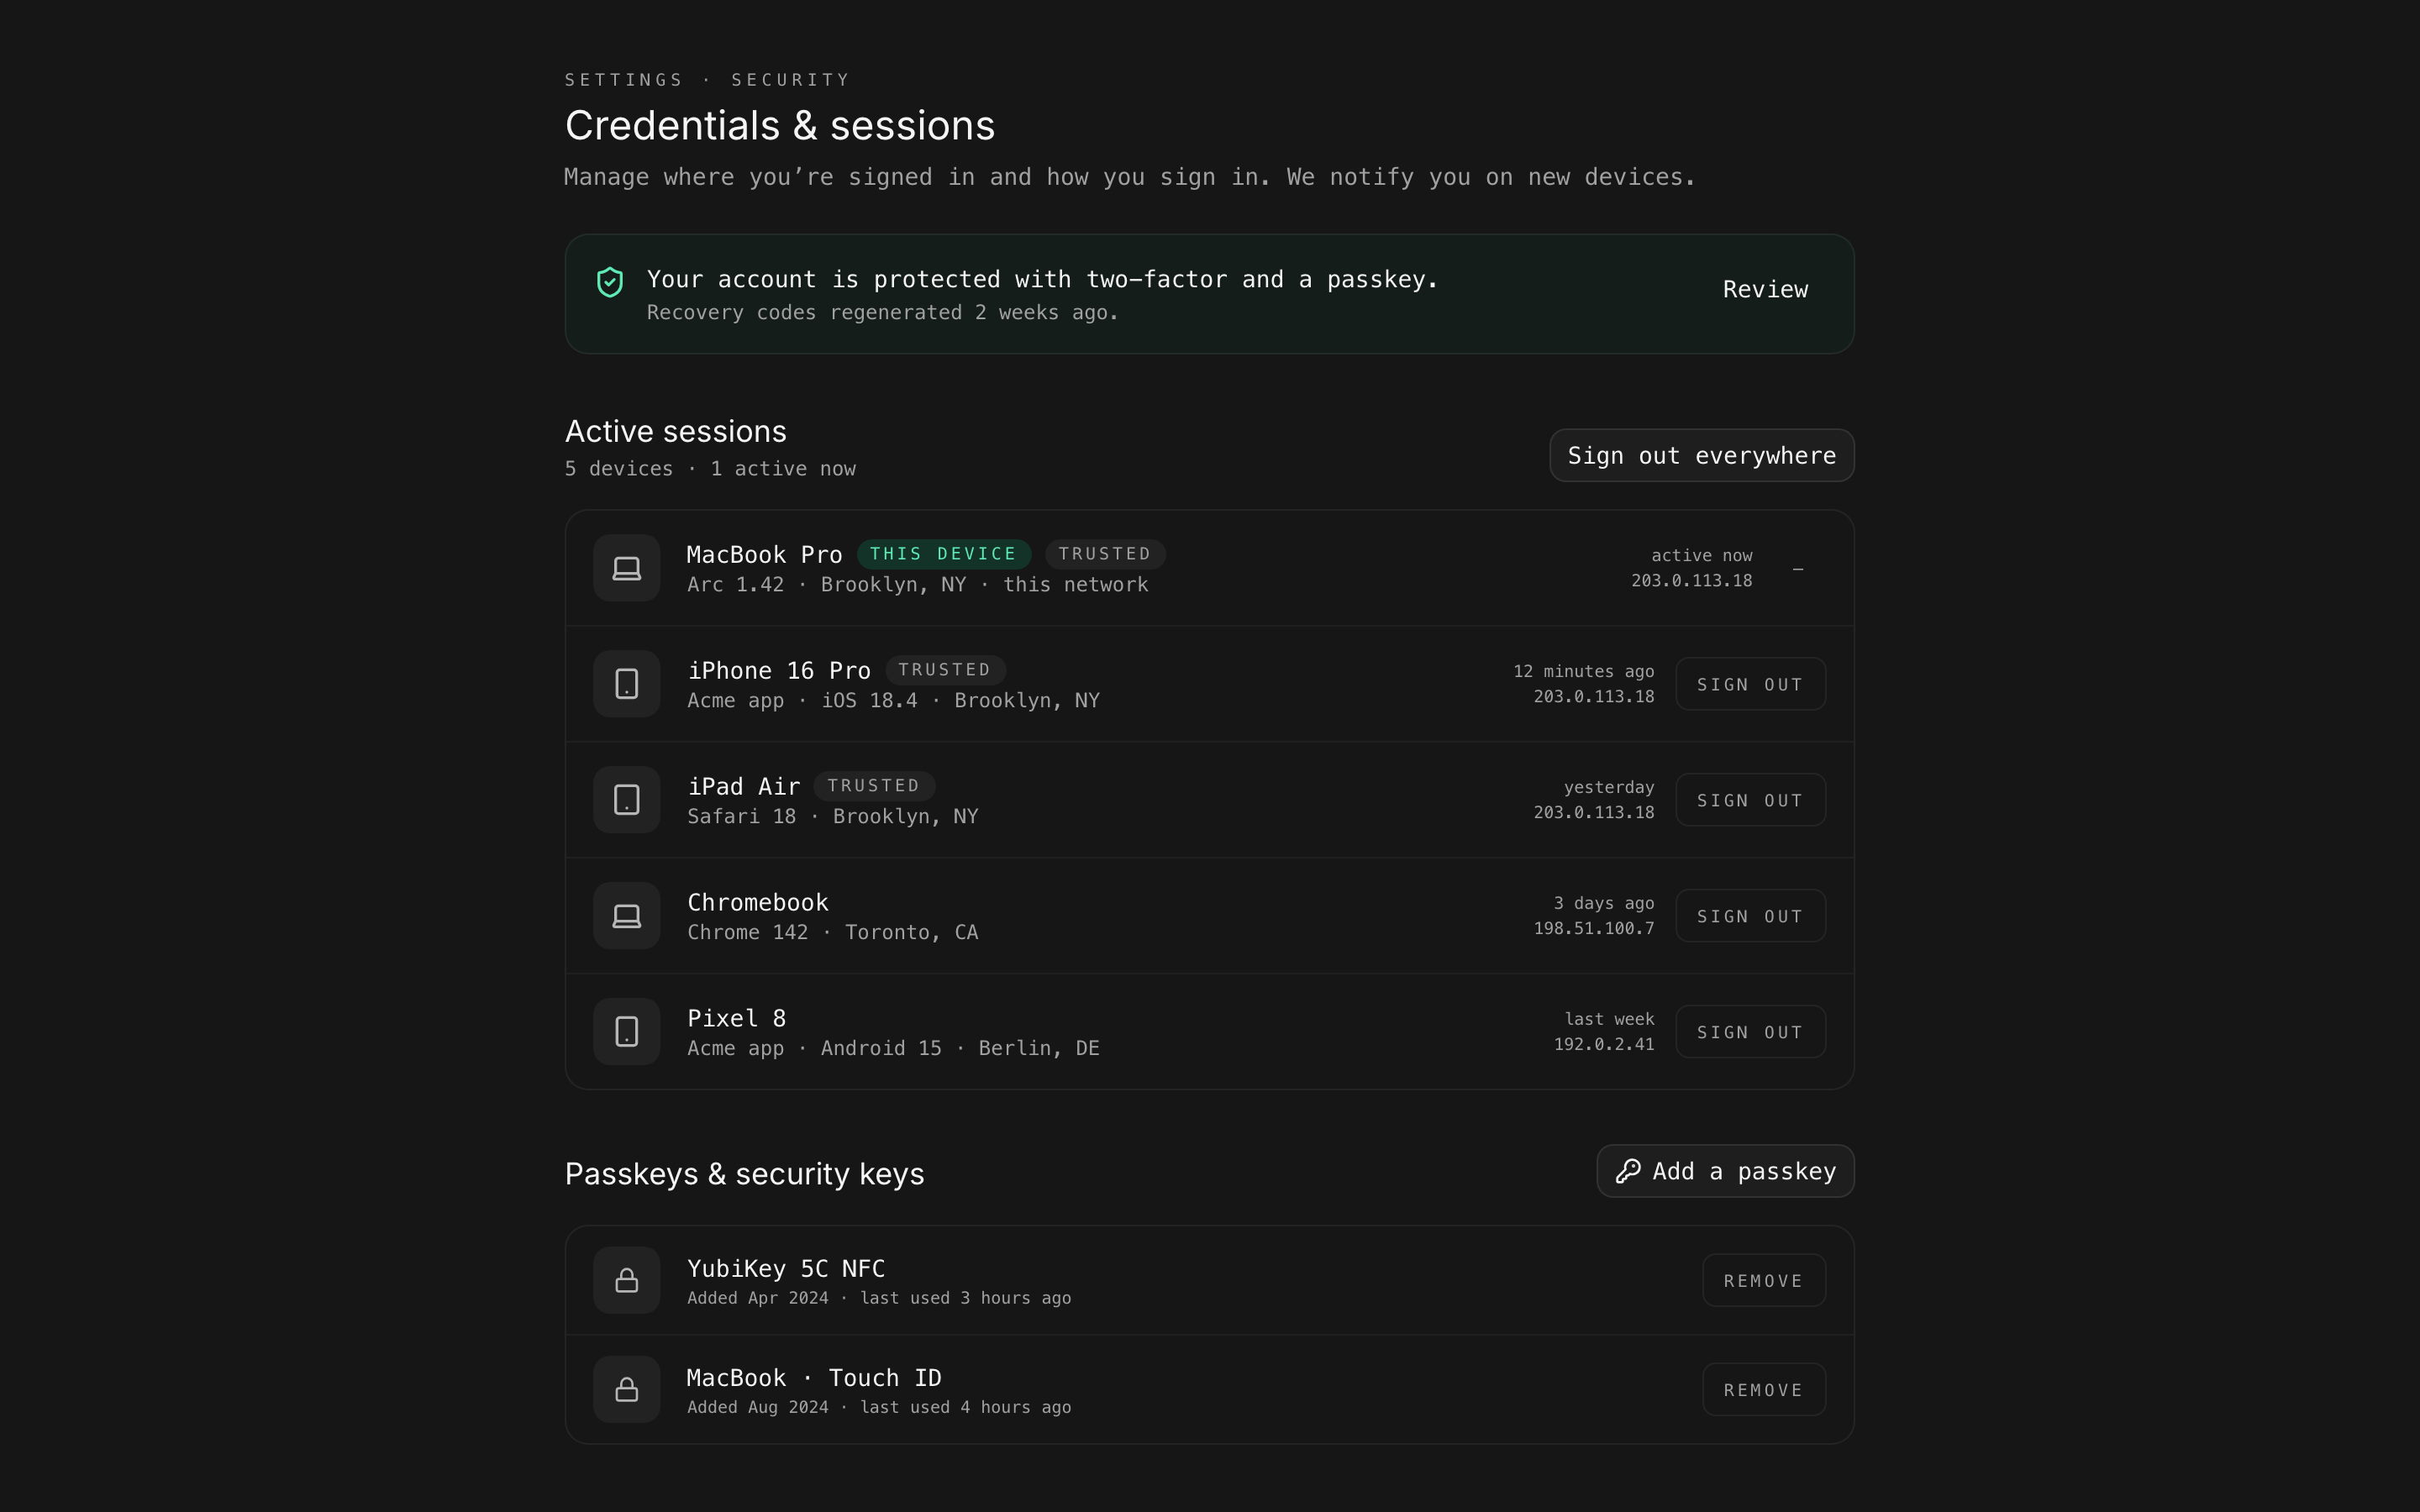 SETTINGS · SECURITY
Credentials & sessions
Manage where you’re signed in and how you sign in. We notify you on new devices.
Your account is protected with two-factor and a passkey.
Recovery codes regenerated 2 weeks ago.
Review
Active sessions
5 devices · 1 active now
Sign out everywhere
MacBook Pro THIS DEVICE TRUSTED
Arc 1.42 · Brooklyn, NY · this network
active now
203.0.113.18
—
iPhone 16 Pro TRUSTED
Acme app · iOS 18.4 · Brooklyn, NY
12 minutes ago
203.0.113.18
SIGN OUT
iPad Air TRUSTED
Safari 18 · Brooklyn, NY
yesterday
203.0.113.18
SIGN OUT
Chromebook
Chrome 142 · Toronto, CA
3 days ago
198.51.100.7
SIGN OUT
Pixel 8
Acme app · Android 15 · Berlin, DE
last week
192.0.2.41
SIGN OUT
Passkeys & security keys
Add a passkey
YubiKey 5C NFC
Added Apr 2024 · last used 3 hours ago
REMOVE
MacBook · Touch ID
Added Aug 2024 · last used 4 hours ago
REMOVE